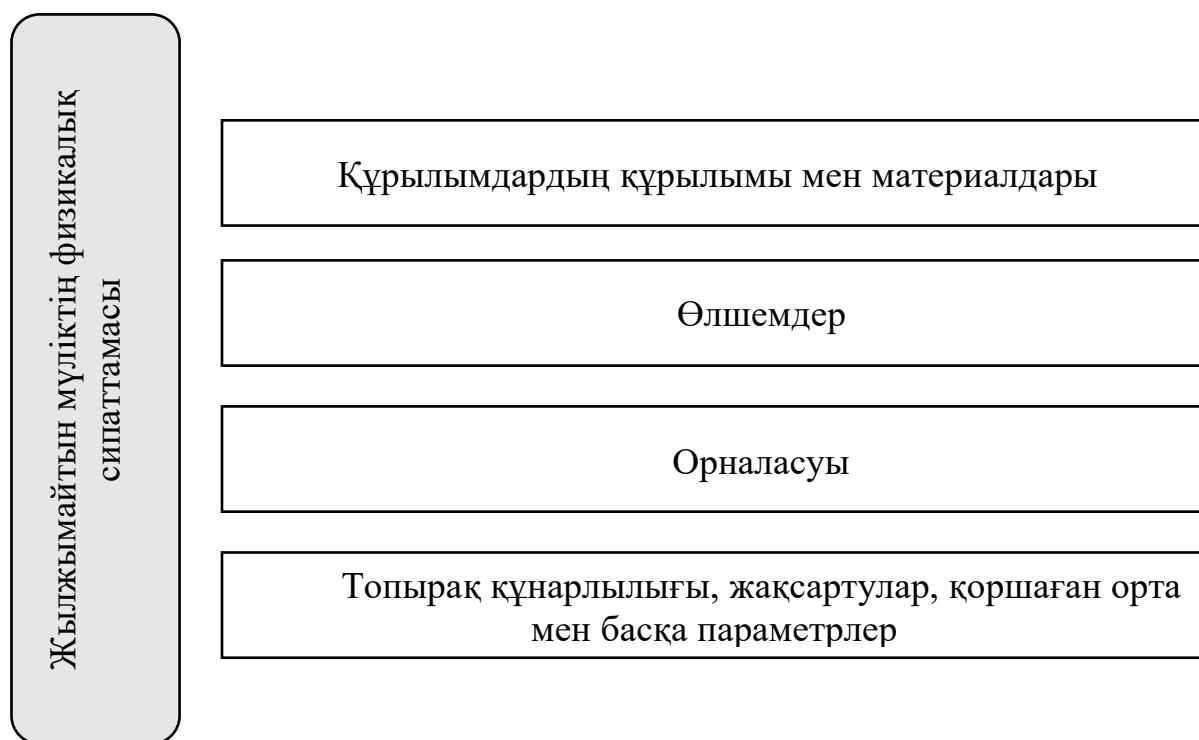 Жылжымайтын мүліктің физикалық
сипаттамасы
Құрылымдардың құрылымы мен материалдары
Өлшемдер
Орналасуы
Топырақ құнарлылығы, жақсартулар, қоршаған орта
мен басқа параметрлер